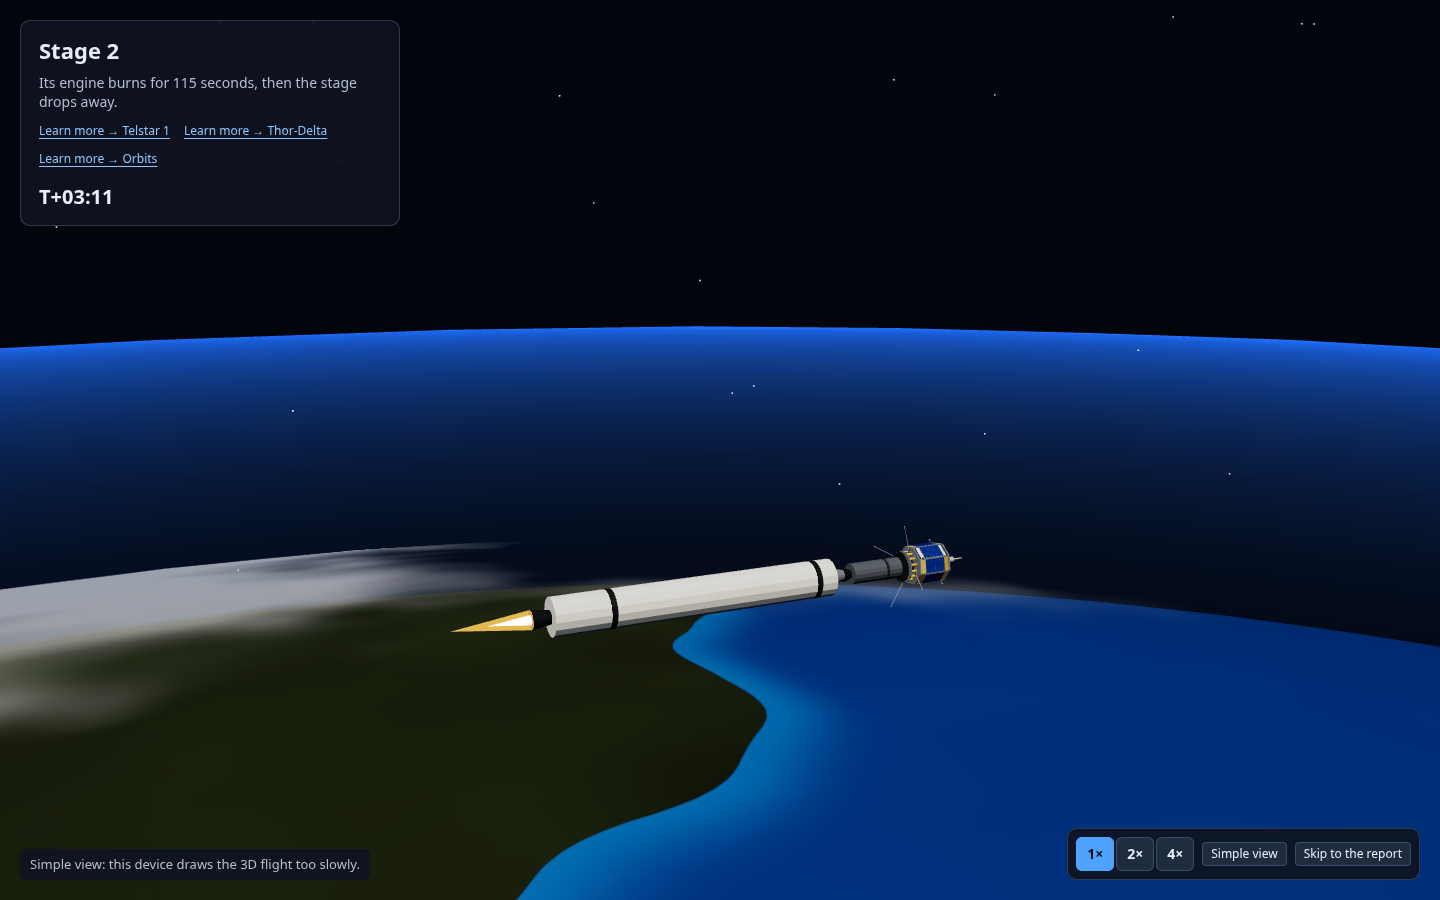 Stage 2
Its engine burns for 115 seconds, then the stage
drops away.
Learn more → Telstar 1 Learn more → Thor-Delta
Learn more → Orbits
T+03:11
Simple view: this device draws the 3D flight too slowly.
1× 2× 4× Simple view Skip to the report